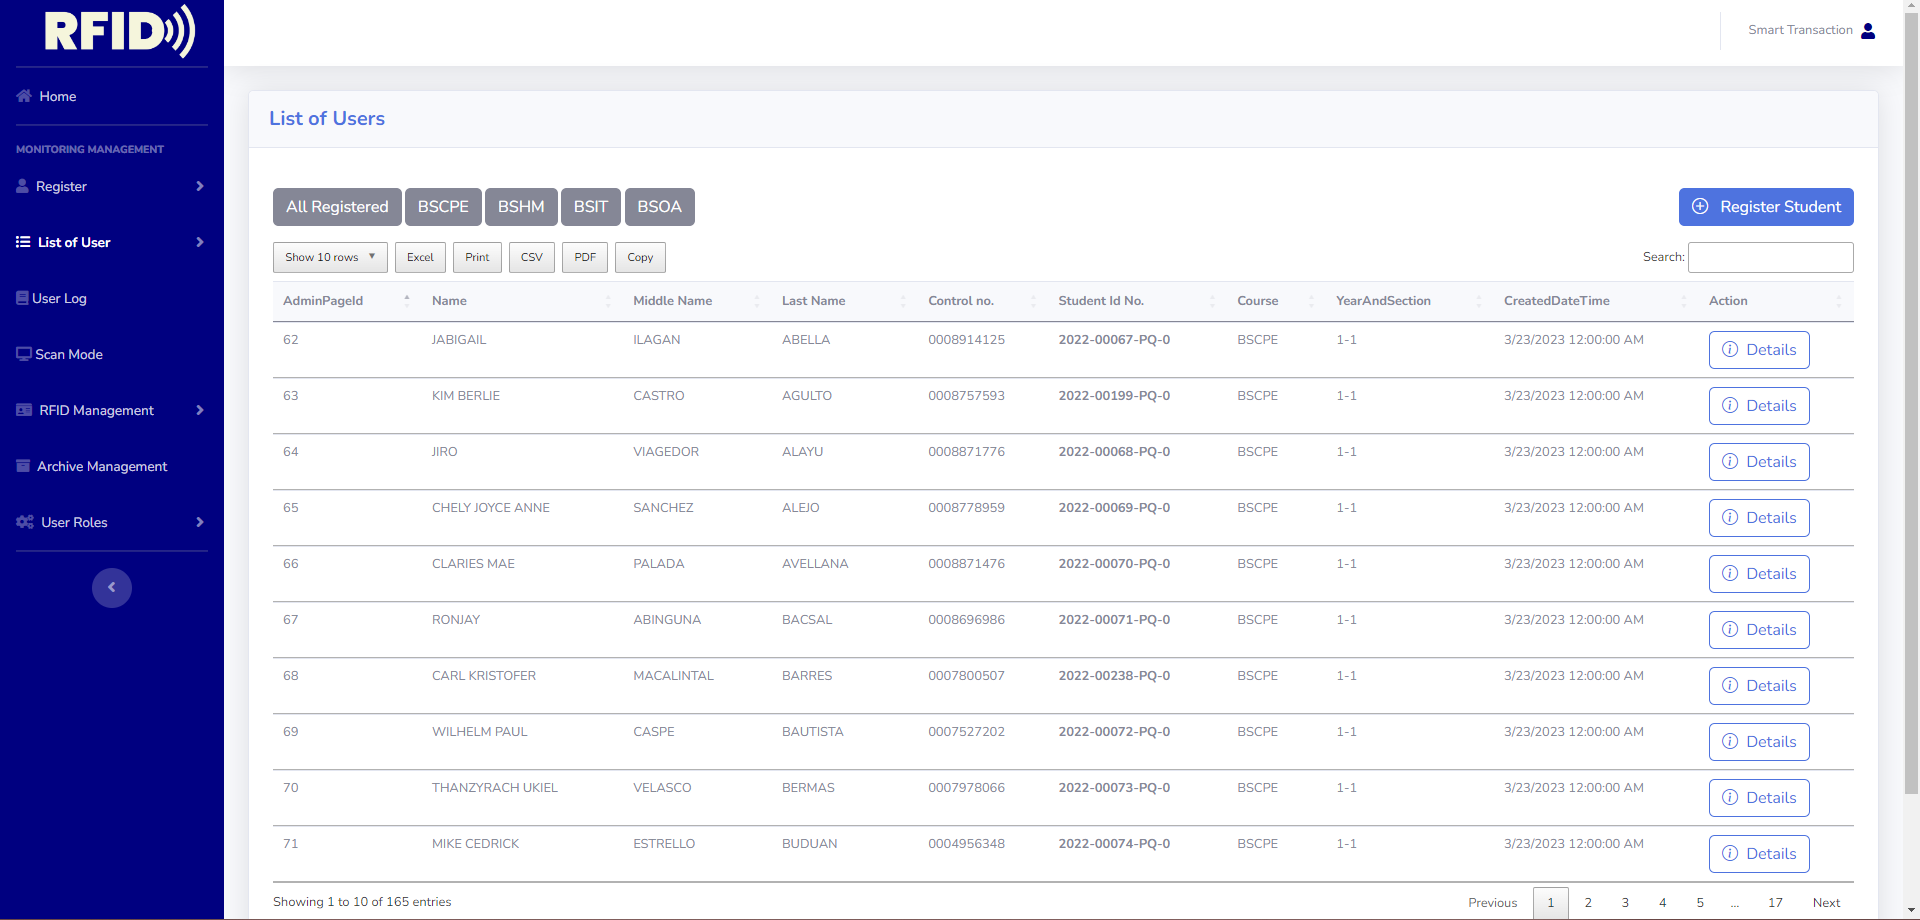 RFID
Smart Transaction
Home
MONITORING MANAGEMENT
Register
List of User
User Log
Scan Mode
RFID Management
Archive Management
User Roles
List of Users
All Registered BSCPE BSHM BSIT BSOA Register Student
Show 10 rows Excel Print CSV PDF Copy Search:
AdminPageId Name Middle Name Last Name Control no. Student Id No. Course YearAndSection CreatedDateTime Action
62 JABIGAIL ILAGAN ABELLA 0008914125 2022-00067-PQ-0 BSCPE 1-1 3/23/2023 12:00:00 AM Details
63 KIM BERLIE CASTRO AGULTO 0008757593 2022-00199-PQ-0 BSCPE 1-1 3/23/2023 12:00:00 AM Details
64 JIRO VIAGEDOR ALAYU 0008871776 2022-00068-PQ-0 BSCPE 1-1 3/23/2023 12:00:00 AM Details
65 CHELY JOYCE ANNE SANCHEZ ALEJO 0008778959 2022-00069-PQ-0 BSCPE 1-1 3/23/2023 12:00:00 AM Details
66 CLARIES MAE PALADA AVELLANA 0008871476 2022-00070-PQ-0 BSCPE 1-1 3/23/2023 12:00:00 AM Details
67 RONJAY ABINGUNA BACSAL 0008696986 2022-00071-PQ-0 BSCPE 1-1 3/23/2023 12:00:00 AM Details
68 CARL KRISTOFER MACALINTAL BARRES 0007800507 2022-00238-PQ-0 BSCPE 1-1 3/23/2023 12:00:00 AM Details
69 WILHELM PAUL CASPE BAUTISTA 0007527202 2022-00072-PQ-0 BSCPE 1-1 3/23/2023 12:00:00 AM Details
70 THANZYRACH UKIEL VELASCO BERMAS 0007978066 2022-00073-PQ-0 BSCPE 1-1 3/23/2023 12:00:00 AM Details
71 MIKE CEDRICK ESTRELLO BUDUAN 0004956348 2022-00074-PQ-0 BSCPE 1-1 3/23/2023 12:00:00 AM Details
Showing 1 to 10 of 165 entries Previous 1 2 3 4 5 … 17 Next